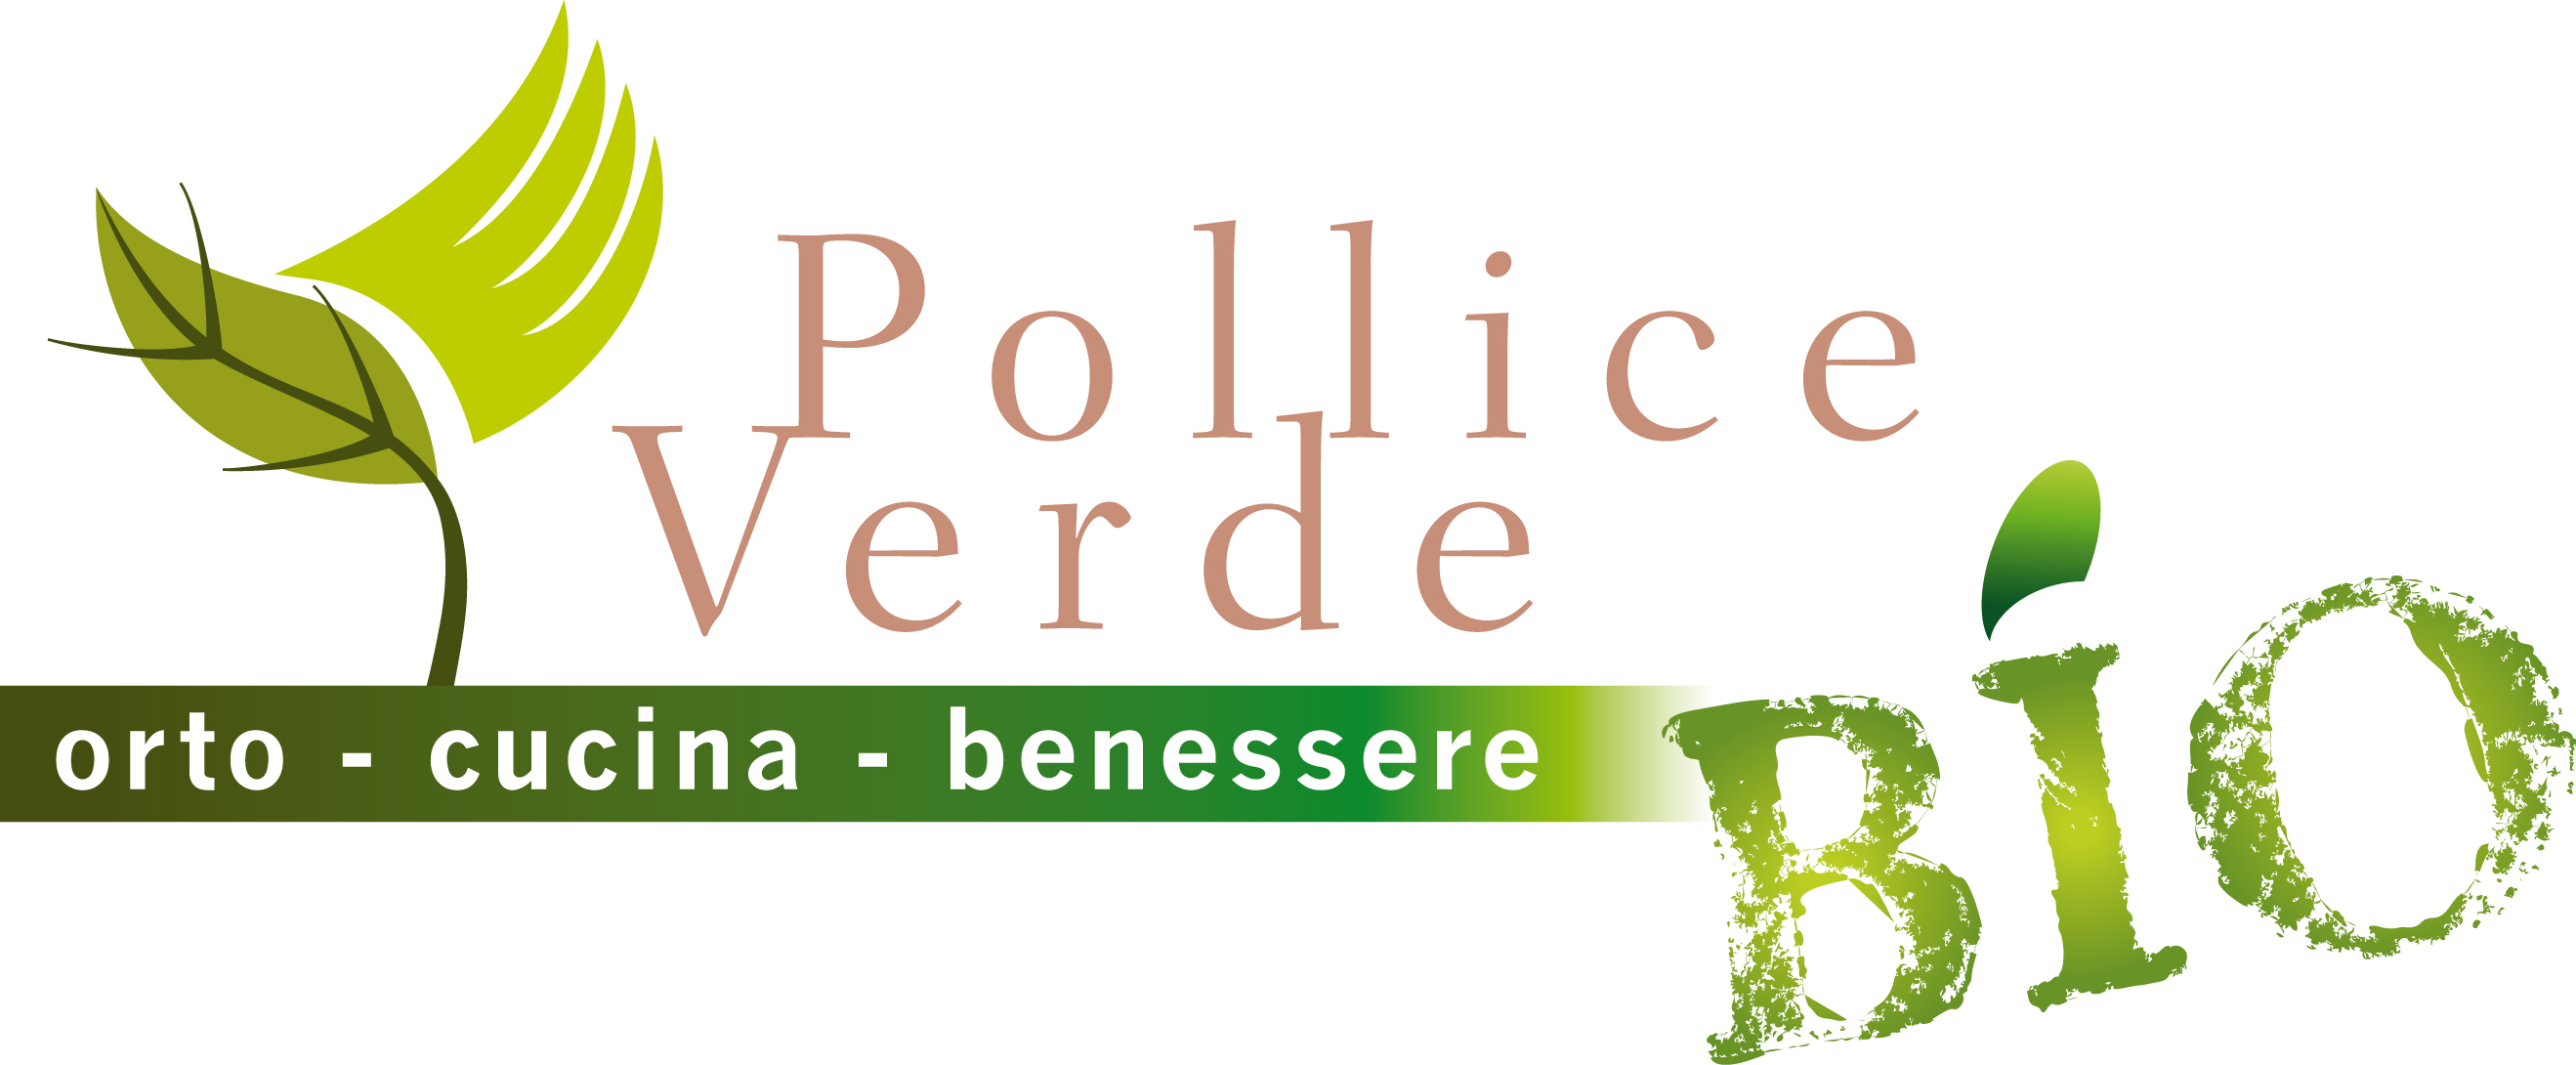 Pollice
Verde
orto - cucina - benessere
BIO